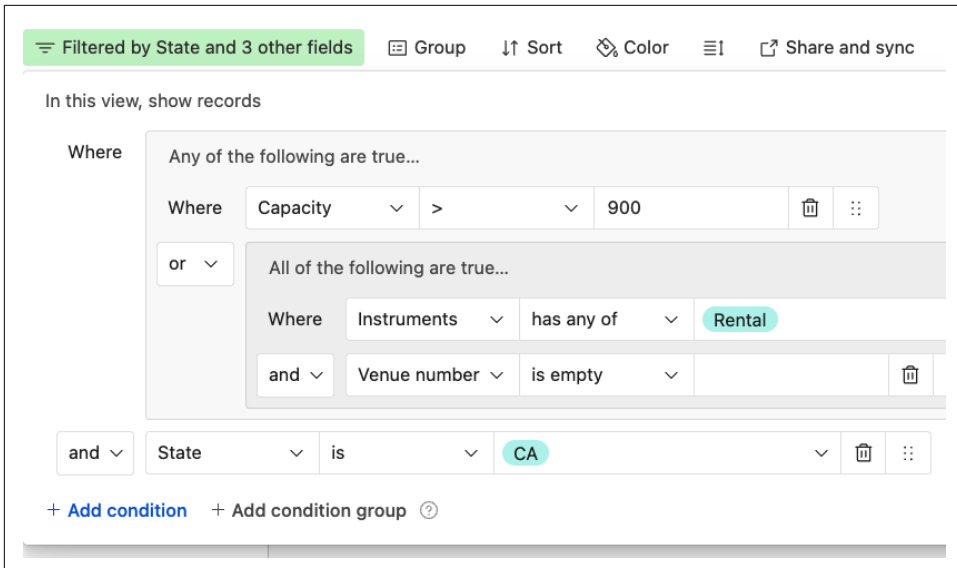 Filtered by State and 3 other fields Group Sort Color Share and sync
In this view, show records
Where Any of the following are true...
Where Capacity > 900
or All of the following are true...
Where Instruments has any of Rental
and Venue number is empty
and State is CA
+ Add condition + Add condition group ?